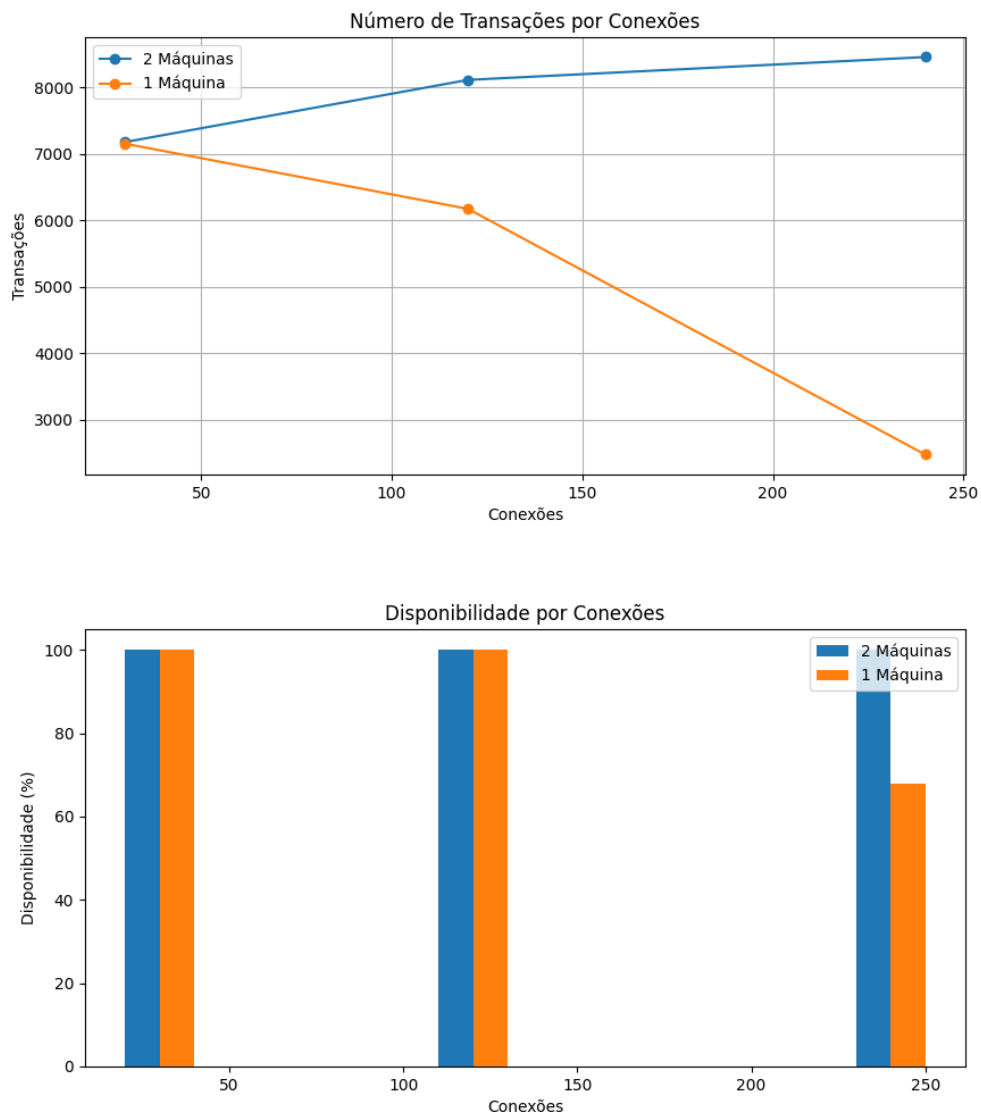 Número de Transações por Conexões
2 Máquinas
1 Máquina
8000
7000
6000
5000
4000
3000
Transações
50
100
150
200
250
Conexões
Disponibilidade por Conexões
2 Máquinas
1 Máquina
100
80
60
40
20
0
Disponibilidade (%)
50
100
150
200
250
Conexões